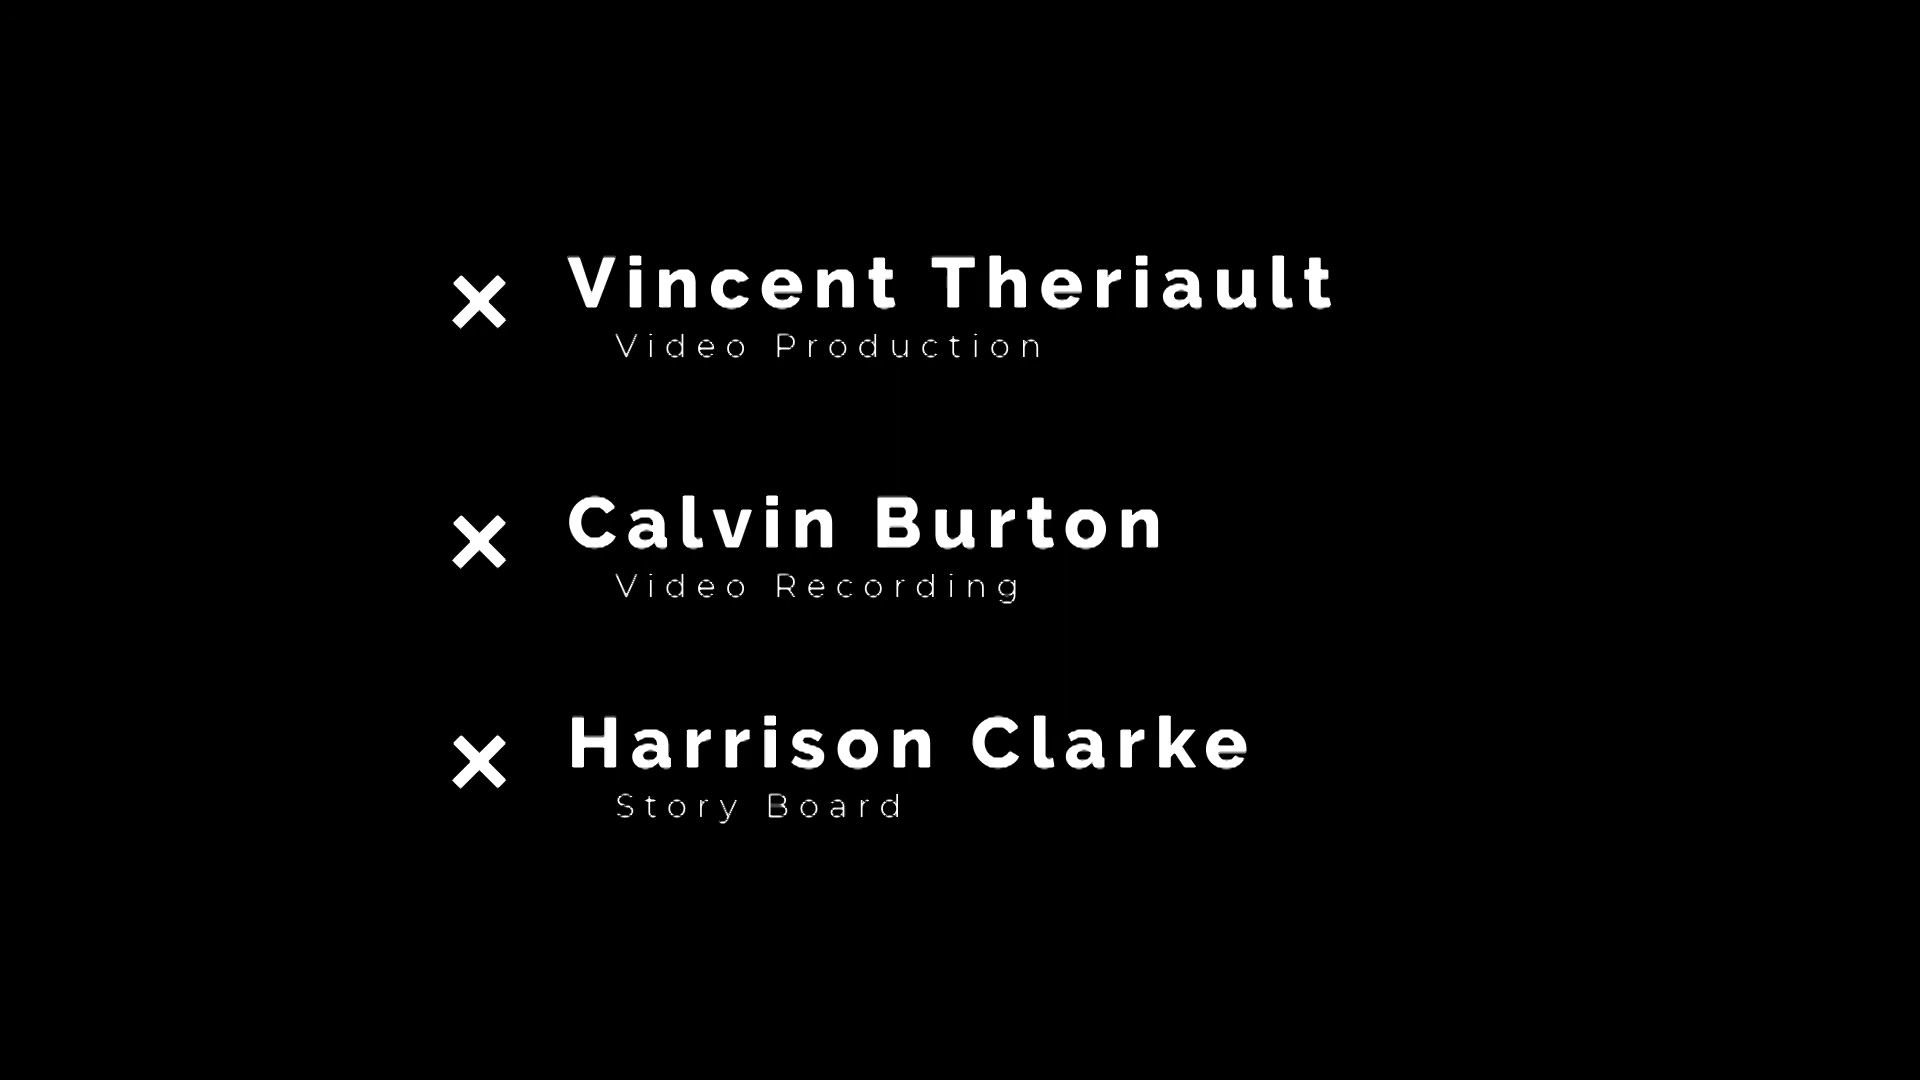 Vincent Theriault
Video Production
Calvin Burton
Video Recording
Harrison Clarke
Story Board